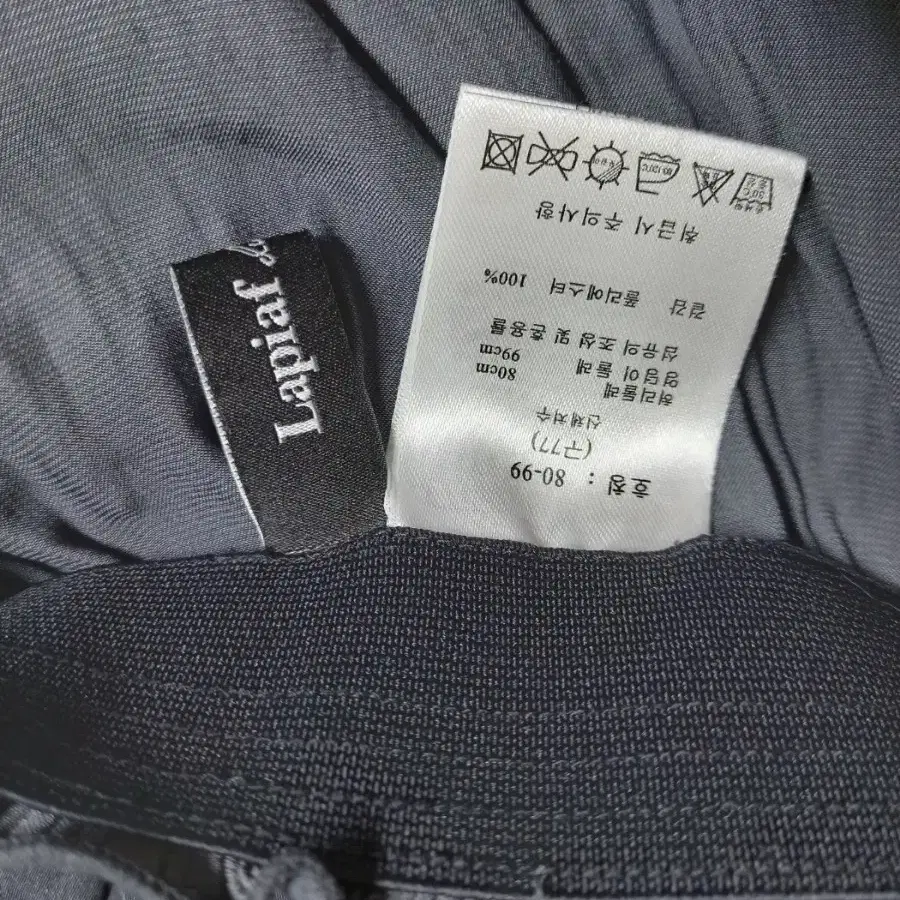 Lapiaf
호칭 : 80-99
(구77)
신체치수
허리둘레 80cm
엉덩이 둘레 99cm
섬유의 조성 및 혼용률
겉감 폴리에스터 100%
취급시 주의사항